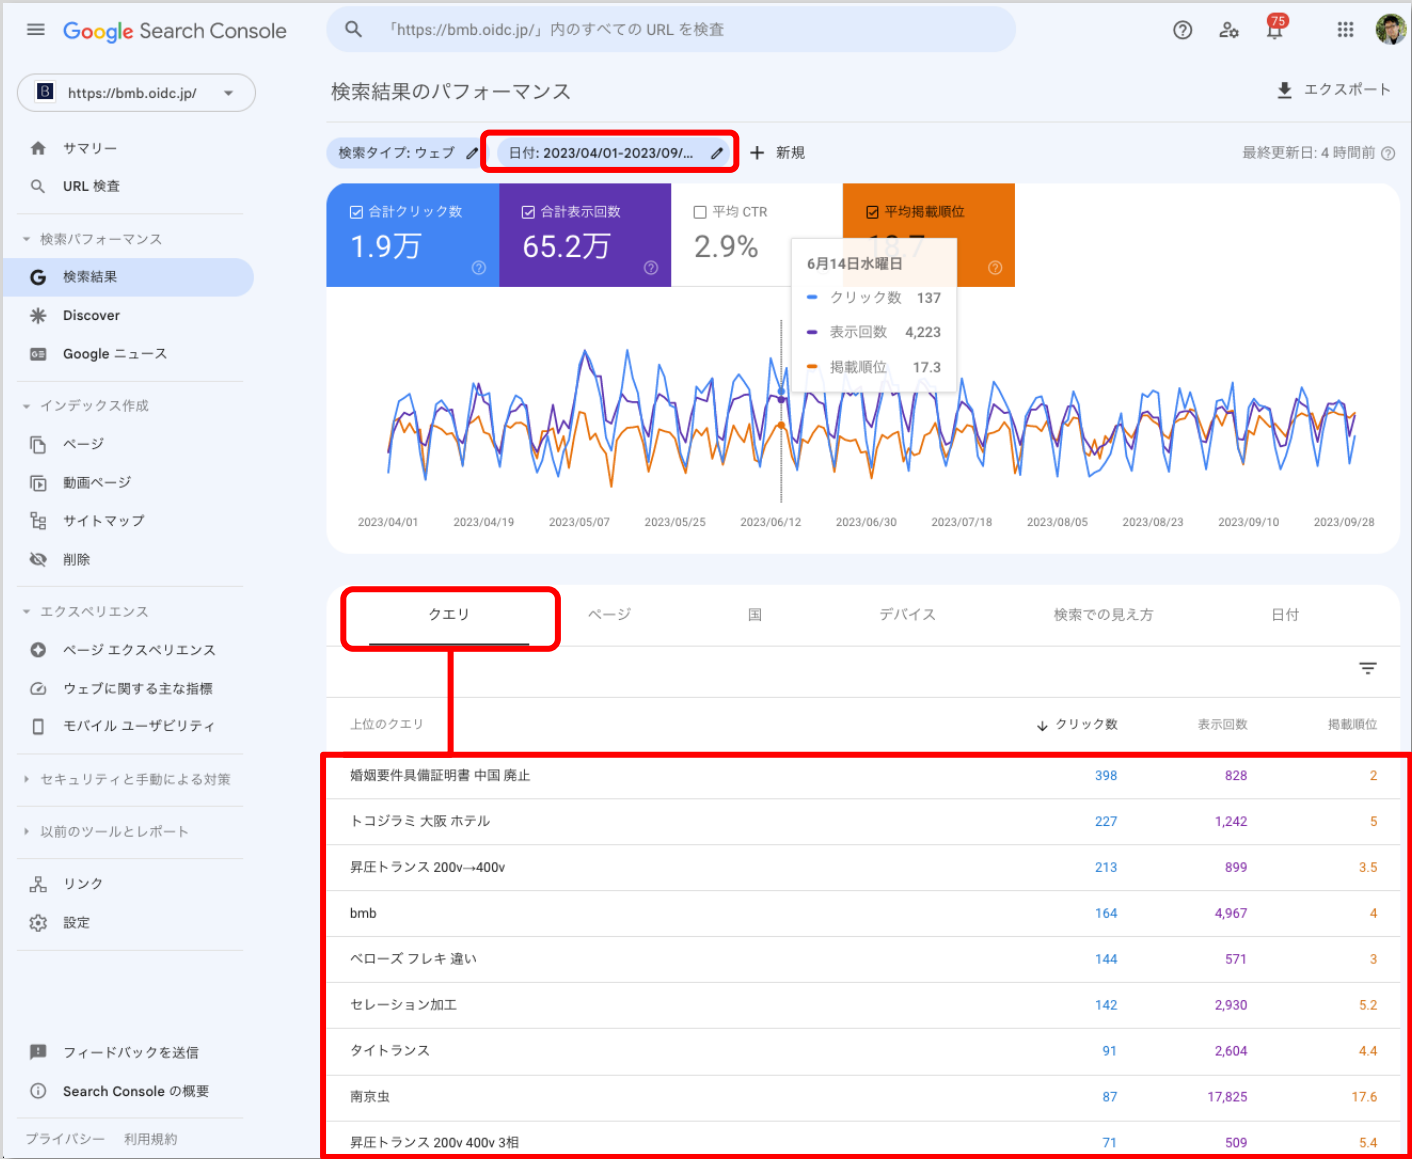 Google Search Console
「https://bmb.oidc.jp/」内のすべての URL を検査
75
B
https://bmb.oidc.jp/
サマリー
URL 検査
検索パフォーマンス
検索結果
Discover
Google ニュース
インデックス作成
ページ
動画ページ
サイトマップ
削除
エクスペリエンス
ページ エクスペリエンス
ウェブに関する主な指標
モバイル ユーザビリティ
セキュリティと手動による対策
以前のツールとレポート
リンク
設定
フィードバックを送信
Search Console の概要
プライバシー 利用規約
検索結果のパフォーマンス
エクスポート
検索タイプ: ウェブ
日付: 2023/04/01-2023/09/...
新規
最終更新日: 4 時間前
合計クリック数
1.9万
合計表示回数
65.2万
平均 CTR
2.9%
平均掲載順位
18.7
6月14日水曜日
クリック数 137
表示回数 4,223
掲載順位 17.3
2023/04/01 2023/04/19 2023/05/07 2023/05/25 2023/06/12 2023/06/30 2023/07/18 2023/08/05 2023/08/23 2023/09/10 2023/09/28
クエリ ページ 国 デバイス 検索での見え方 日付
上位のクエリ クリック数 表示回数 掲載順位
婚姻要件具備証明書 中国 廃止 398 828 2
トコジラミ 大阪 ホテル 227 1,242 5
昇圧トランス 200v→400v 213 899 3.5
bmb 164 4,967 4
ベローズ フレキ 違い 144 571 3
セレーション加工 142 2,930 5.2
タイトランス 91 2,604 4.4
南京虫 87 17,825 17.6
昇圧トランス 200v 400v 3相 71 509 5.4